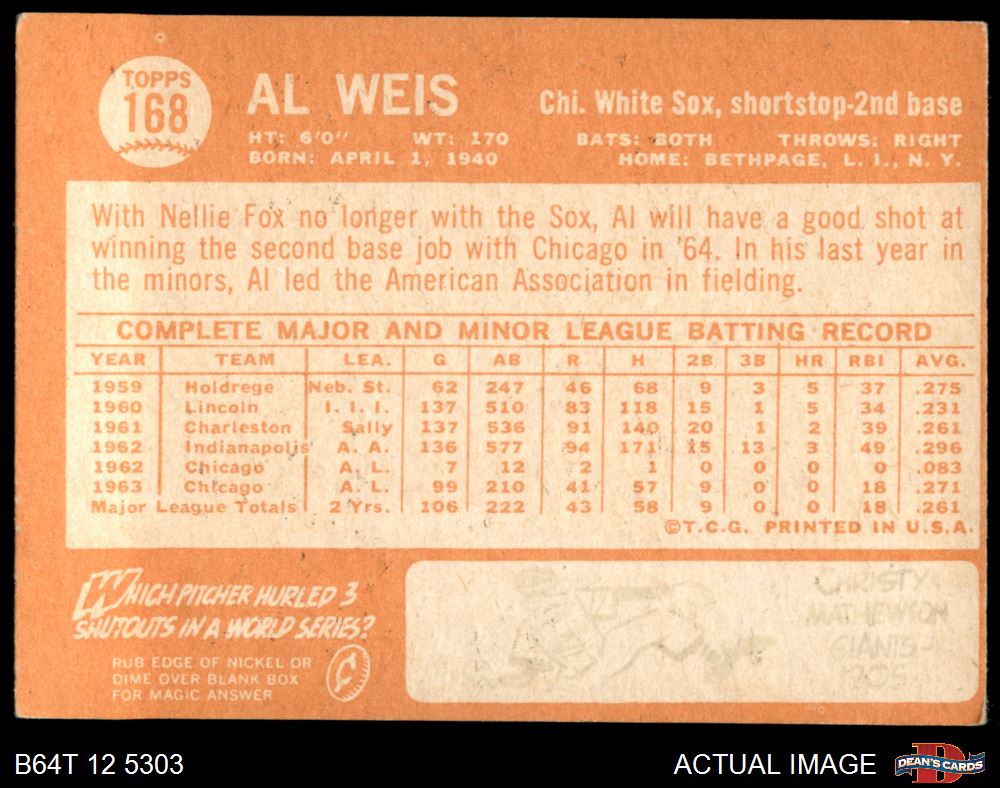 TOPPS
168
AL WEIS
Chi. White Sox, shortstop-2nd base
HT: 6'0" WT: 170 BATS: BOTH THROWS: RIGHT
BORN: APRIL 1, 1940 HOME: BETHPAGE, L. I., N. Y.
With Nellie Fox no longer with the Sox, Al will have a good shot at
winning the second base job with Chicago in '64. In his last year in
the minors, Al led the American Association in fielding.
COMPLETE MAJOR AND MINOR LEAGUE BATTING RECORD
YEAR TEAM LEA. G AB R H 2B 3B HR RBI AVG.
1959 Holdrege Neb. St. 62 247 46 68 9 3 5 37 .275
1960 Lincoln I. I. I. 137 510 83 118 15 1 5 34 .231
1961 Charleston Sally 137 536 91 140 20 1 2 39 .261
1962 Indianapolis A. A. 136 577 94 171 15 13 3 49 .296
1962 Chicago A. L. 7 12 2 1 0 0 0 0 .083
1963 Chicago A. L. 99 210 41 57 9 0 0 18 .271
Major League Totals 2 Yrs. 106 222 43 58 9 0 0 18 .261
©T.C.G. PRINTED IN U.S.A.
WHICH PITCHER HURLED 3
SHUTOUTS IN A WORLD SERIES?
RUB EDGE OF NICKEL OR
DIME OVER BLANK BOX
FOR MAGIC ANSWER
CHRISTY
MATHEWSON
GIANTS-
1905
B64T 12 5303
ACTUAL IMAGE
D
DEAN'S CARDS